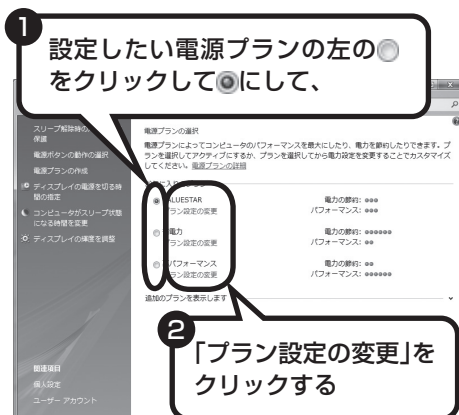 1
設定したい電源プランの左の
をクリックして にして、
スリープ解除時の
保護
電源ボタンの動作の選択
電源プランの作成
ディスプレイの電源を切る時
間の指定
コンピュータがスリープ状態
になる時間を変更
ディスプレイの輝度を調整
関連項目
個人設定
ユーザー アカウント
電源プランの選択
電源プランによってコンピュータのパフォーマンスを最大にしたり、電力を節約したりできます。プ
ランを選択してアクティブにするか、プランを選択してから電力設定を変更することでカスタマイズ
してください。電源プランの詳細
ALUESTAR 電力の節約:
プラン設定の変更 パフォーマンス:
電力 電力の節約:
プラン設定の変更 パフォーマンス:
パフォーマンス 電力の節約:
プラン設定の変更 パフォーマンス:
追加のプランを表示します
2
「プラン設定の変更」を
クリックする